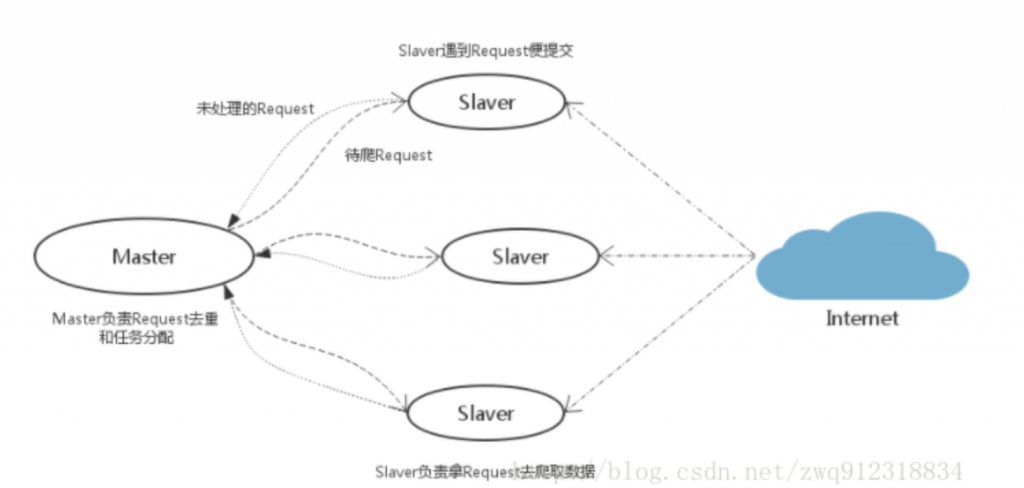 Slaver遇到Request便提交
Slaver
未处理的Request
待爬Request
Master
Slaver
Master负责Request去重
和任务分配
Internet
Slaver
Slaver负责拿Request去爬取数据
http://blog.csdn.net/zwq912318834